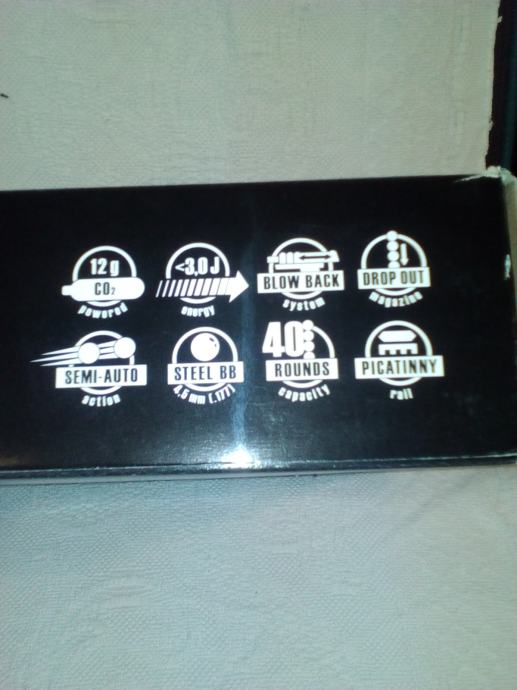 12 g
CO₂
powered
<3,0 J
energy
BLOW BACK
system
DROP OUT
magazine
SEMI-AUTO
action
STEEL BB
4,5 mm (.177)
40
ROUNDS
capacity
PICATINNY
rail